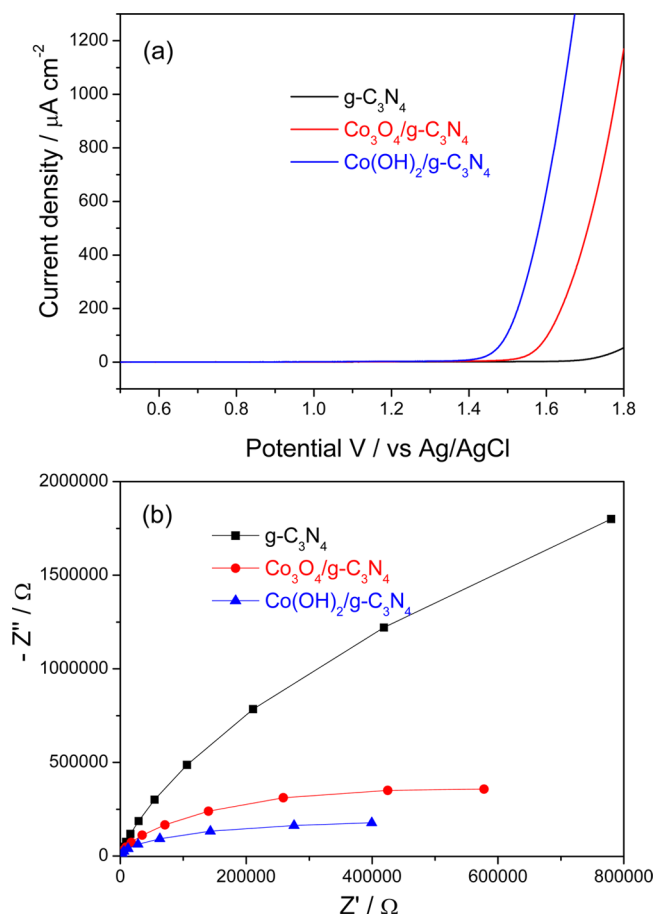 (a)
g-C₃N₄
Co₃O₄/g-C₃N₄
Co(OH)₂/g-C₃N₄
Current density / μA cm⁻²
1200
1000
800
600
400
200
0
0.6 0.8 1.0 1.2 1.4 1.6 1.8
Potential V / vs Ag/AgCl
(b)
g-C₃N₄
Co₃O₄/g-C₃N₄
Co(OH)₂/g-C₃N₄
- Z'' / Ω
2000000
1500000
1000000
500000
0
0 200000 400000 600000 800000
Z' / Ω